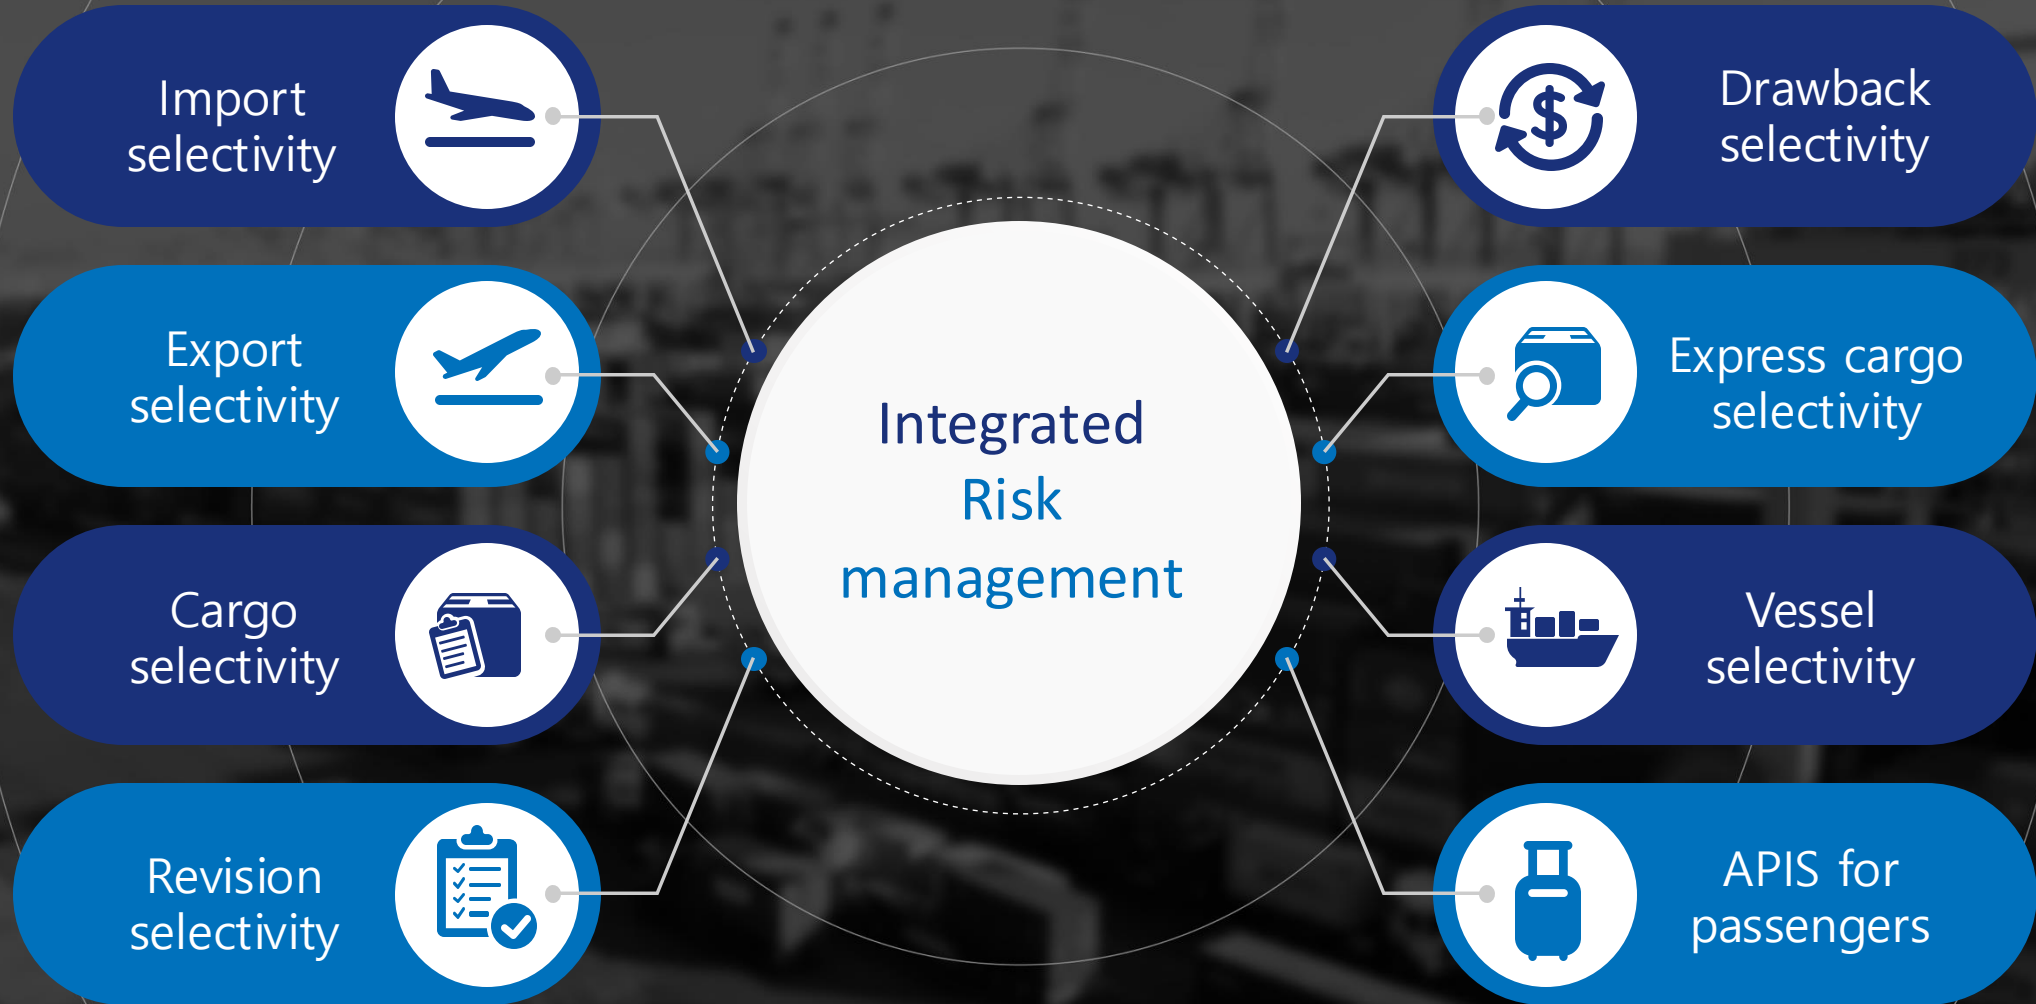 Import
selectivity
Export
selectivity
Cargo
selectivity
Revision
selectivity
Integrated
Risk
management
Drawback
selectivity
Express cargo
selectivity
Vessel
selectivity
APIS for
passengers